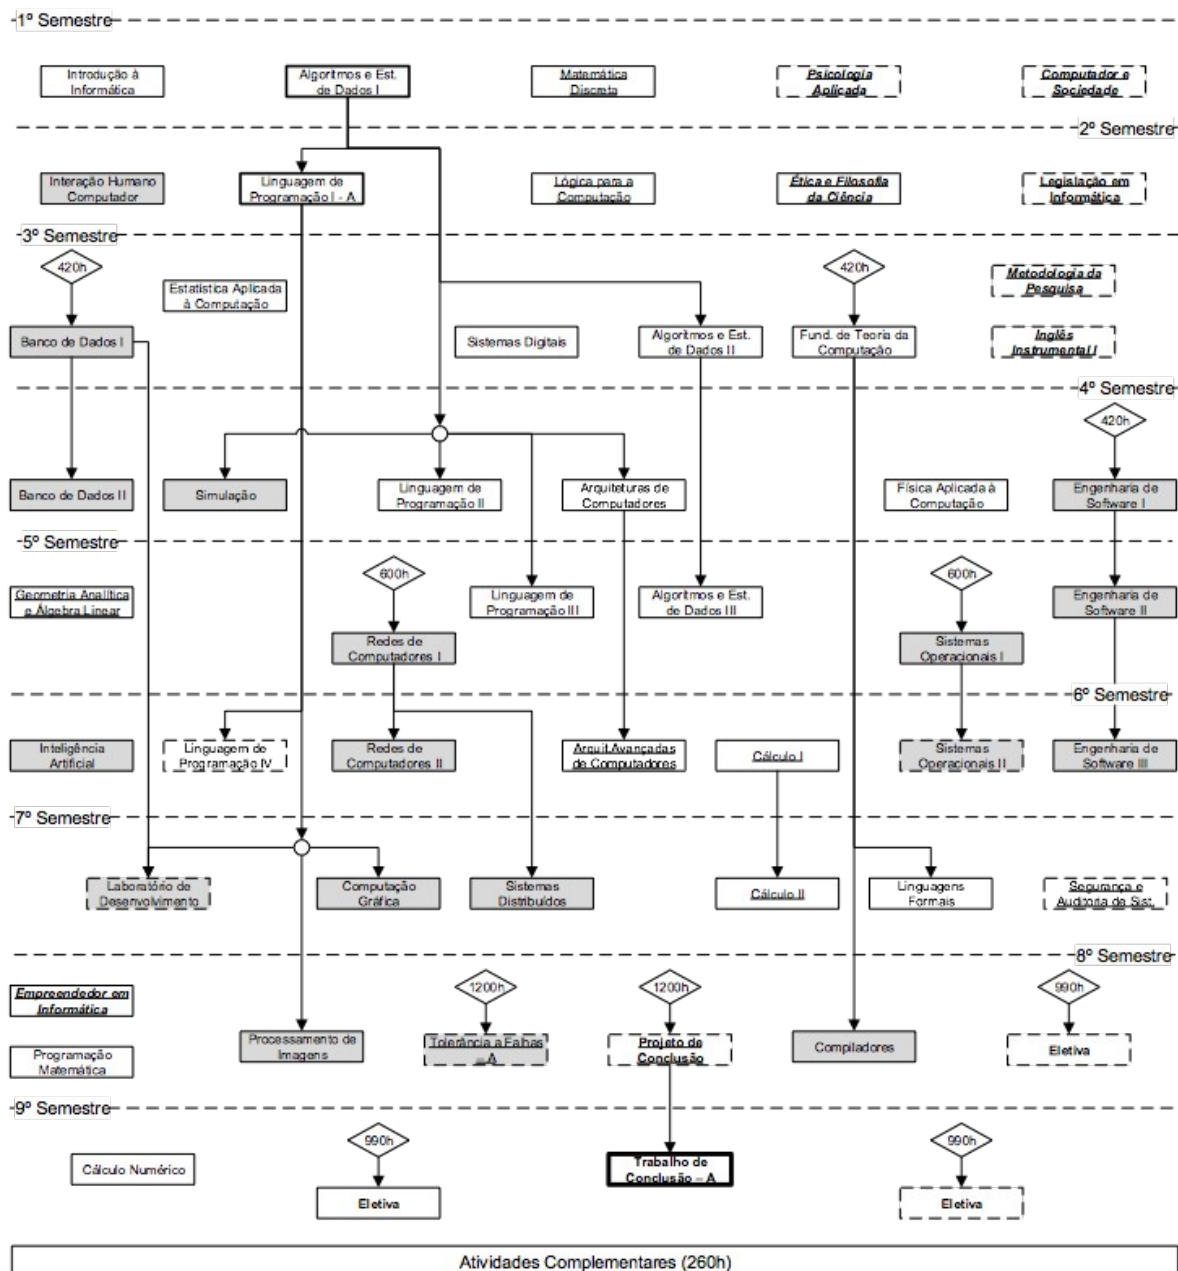 1º Semestre
Introdução à
Informática
Algoritmos e Est.
de Dados I
Matemática
Discreta
Psicologia
Aplicada
Computador e
Sociedade
2º Semestre
Interação Humano
Computador
Linguagem de
Programação I - A
Lógica para a
Computação
Ética e Filosofia
da Ciência
Legislação em
Informática
3º Semestre
420h
420h
Estatística Aplicada
à Computação
Metodologia da
Pesquisa
Banco de Dados I
Sistemas Digitais
Algoritmos e Est.
de Dados II
Fund. de Teoria da
Computação
Inglês
Instrumental I
4º Semestre
420h
Banco de Dados II
Simulação
Linguagem de
Programação II
Arquiteturas de
Computadores
Física Aplicada à
Computação
Engenharia de
Software I
5º Semestre
600h
600h
Geometria Analítica
e Álgebra Linear
Linguagem de
Programação III
Algoritmos e Est.
de Dados III
Engenharia de
Software II
Redes de
Computadores I
Sistemas
Operacionais I
6º Semestre
Inteligência
Artificial
Linguagem de
Programação IV
Redes de
Computadores II
Arquit.Avançadas
de Computadores
Cálculo I
Sistemas
Operacionais II
Engenharia de
Software III
7º Semestre
Laboratório de
Desenvolvimento
Computação
Gráfica
Sistemas
Distribuídos
Cálculo II
Linguagens
Formais
Segurança e
Auditoria de Sist.
8º Semestre
Empreendedor em
Informática
1200h
1200h
990h
Programação
Matemática
Processamento de
Imagens
Tolerância a Falhas
– A
Projeto de
Conclusão
Compiladores
Eletiva
9º Semestre
990h
990h
Cálculo Numérico
Trabalho de
Conclusão – A
Eletiva
Eletiva
Atividades Complementares (260h)